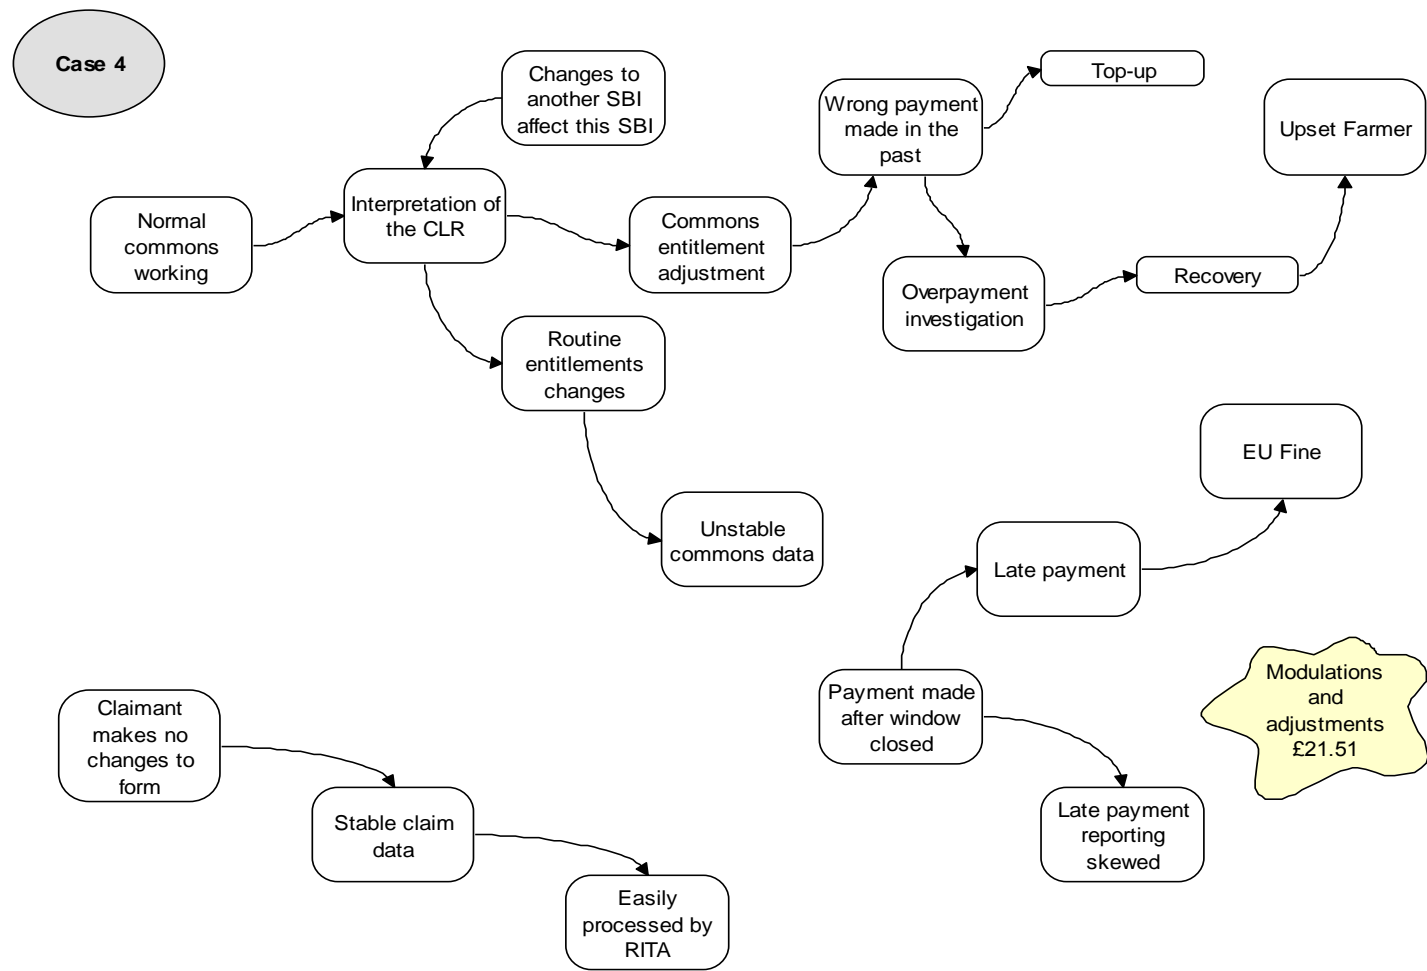 Case 4
Changes to
another SBI
affect this SBI
Top-up
Wrong payment
made in the
past
Upset Farmer
Normal
commons
working
Interpretation of
the CLR
Commons
entitlement
adjustment
Overpayment
investigation
Recovery
Routine
entitlements
changes
EU Fine
Unstable
commons data
Late payment
Modulations
and
adjustments
£21.51
Payment made
after window
closed
Claimant
makes no
changes to
form
Stable claim
data
Late payment
reporting
skewed
Easily
processed by
RITA